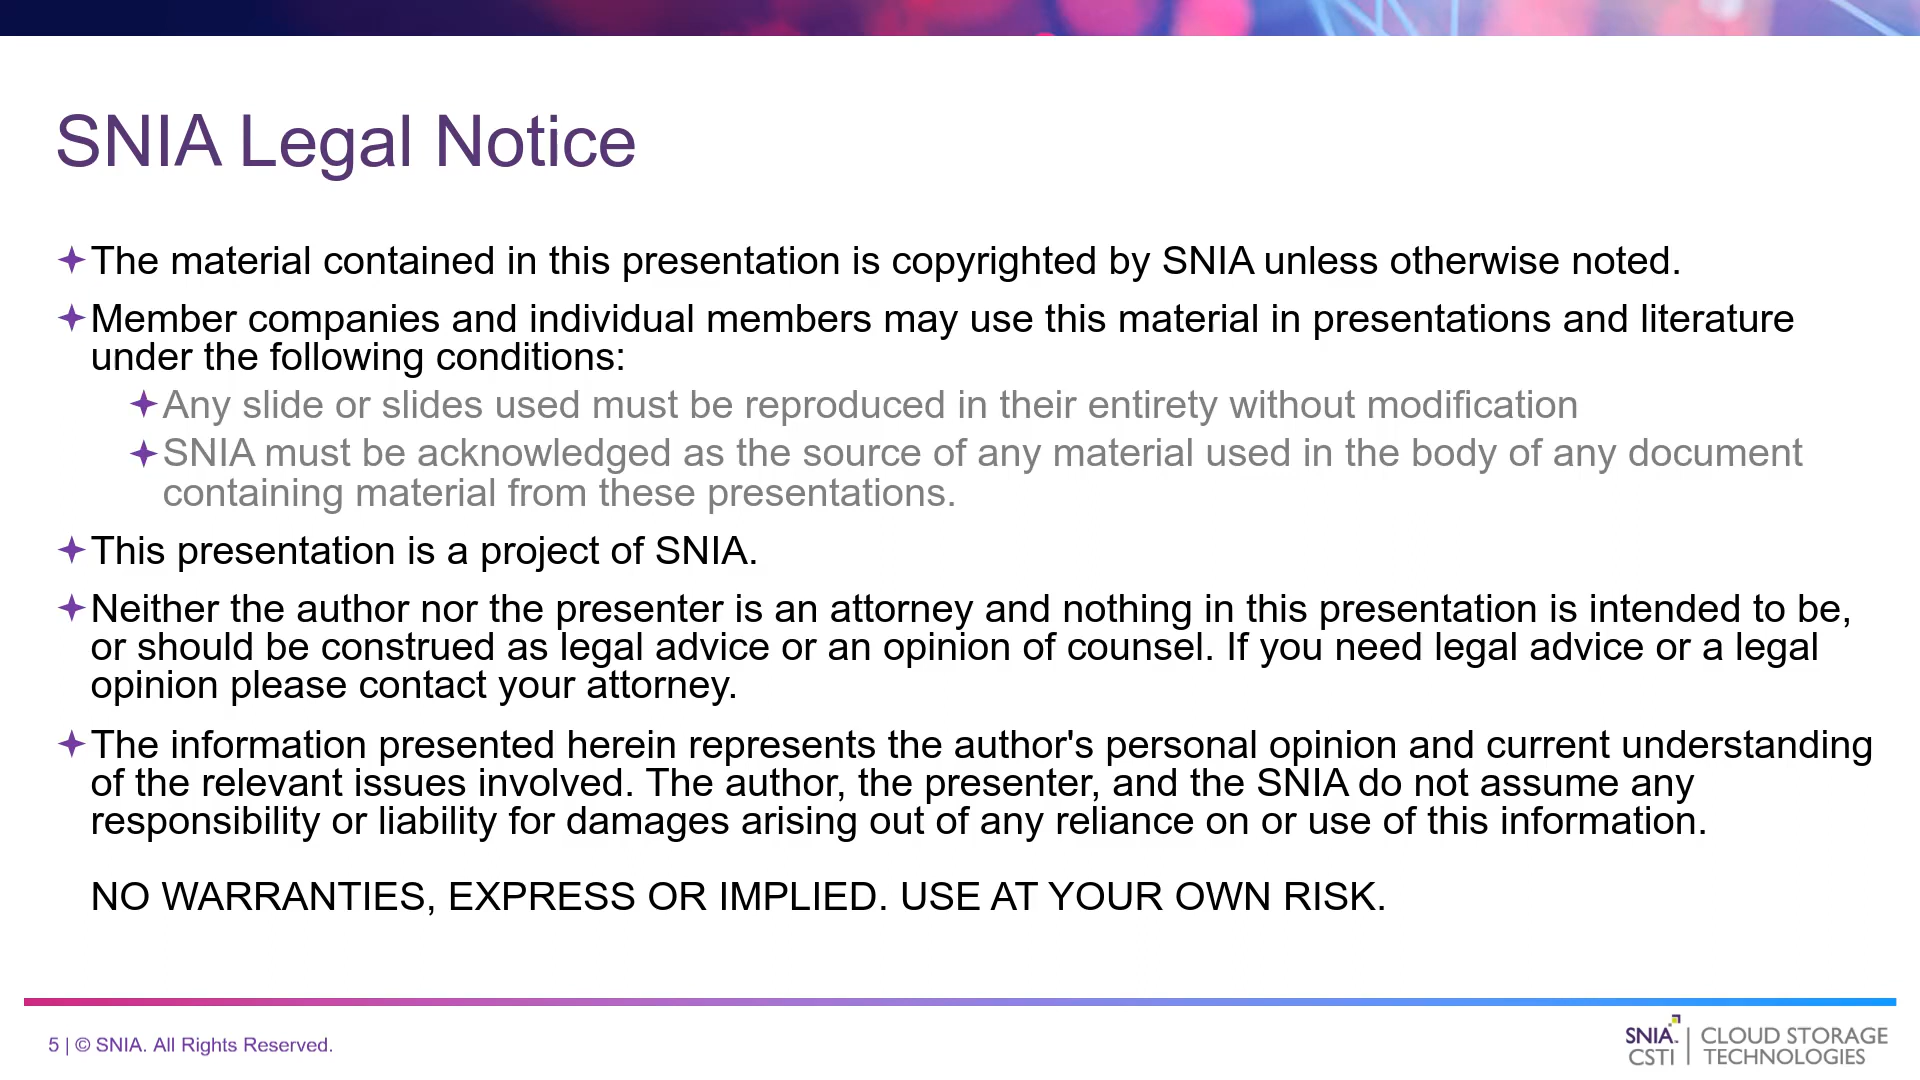 SNIA Legal Notice
The material contained in this presentation is copyrighted by SNIA unless otherwise noted.
Member companies and individual members may use this material in presentations and literature
under the following conditions:
Any slide or slides used must be reproduced in their entirety without modification
SNIA must be acknowledged as the source of any material used in the body of any document
containing material from these presentations.
This presentation is a project of SNIA.
Neither the author nor the presenter is an attorney and nothing in this presentation is intended to be,
or should be construed as legal advice or an opinion of counsel. If you need legal advice or a legal
opinion please contact your attorney.
The information presented herein represents the author's personal opinion and current understanding
of the relevant issues involved. The author, the presenter, and the SNIA do not assume any
responsibility or liability for damages arising out of any reliance on or use of this information.
NO WARRANTIES, EXPRESS OR IMPLIED. USE AT YOUR OWN RISK.
5 | © SNIA. All Rights Reserved.
SNIA. | CLOUD STORAGE
CSTI | TECHNOLOGIES